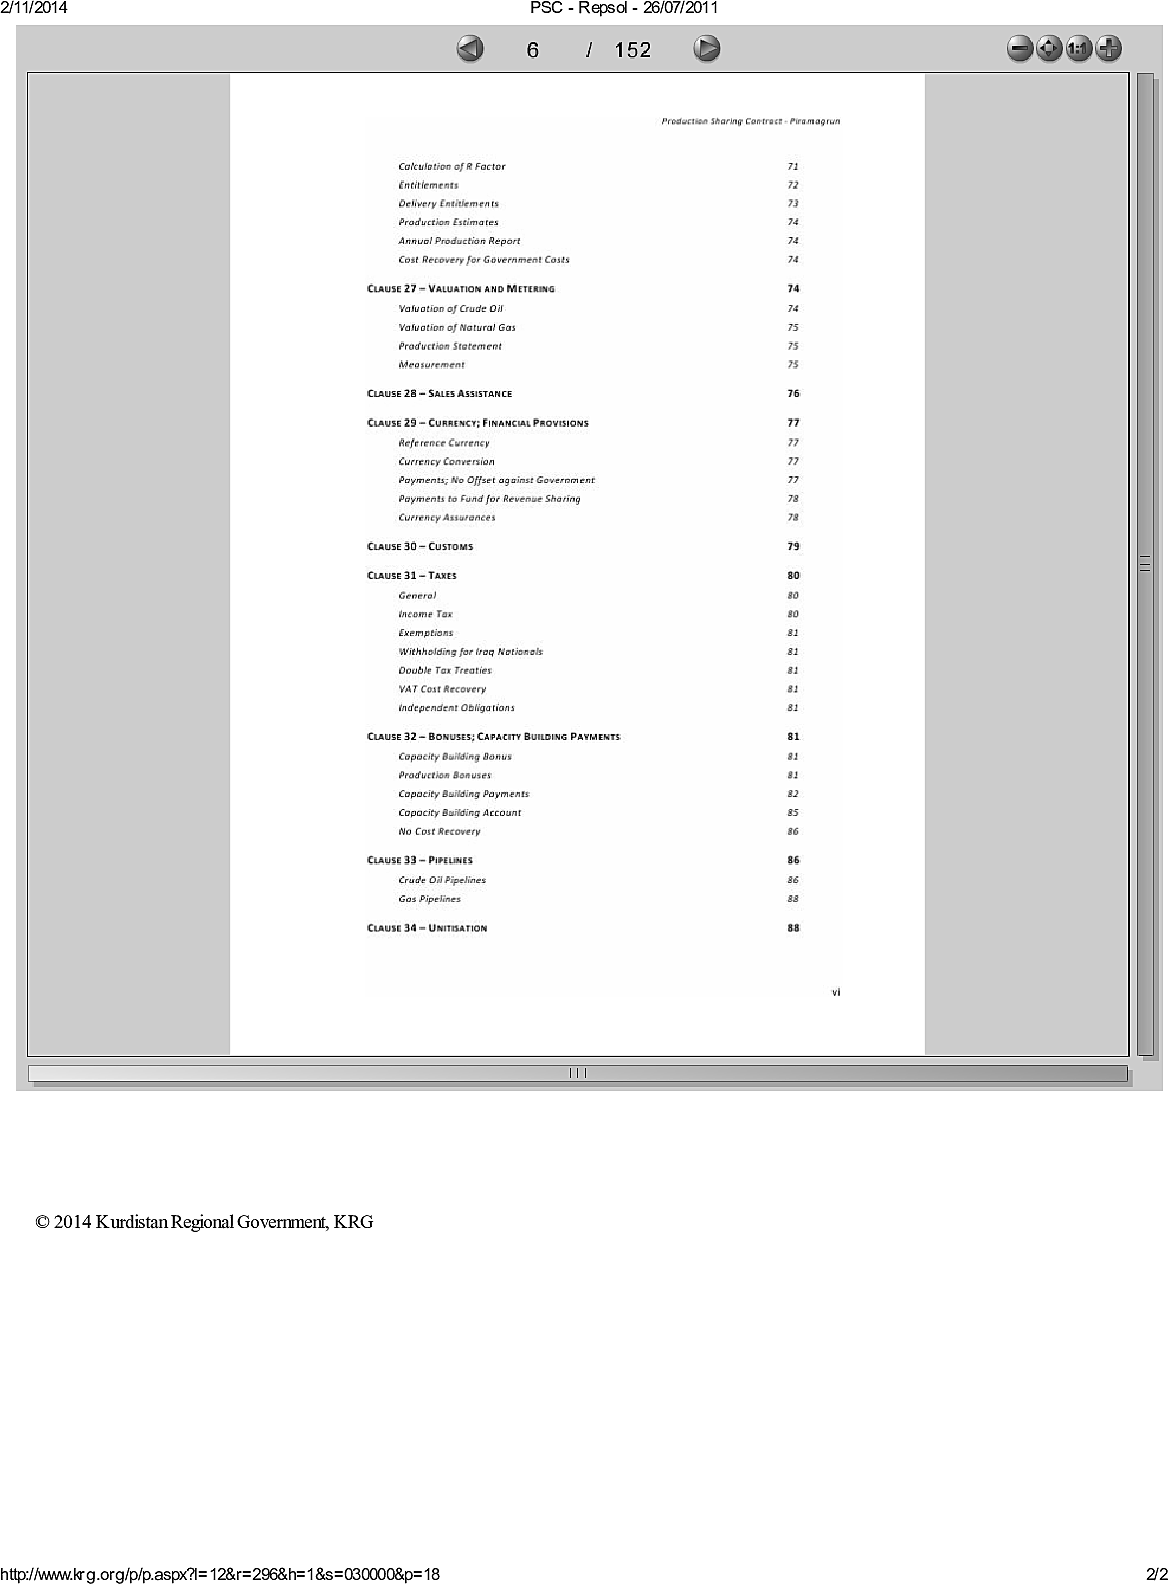 2/11/2014 PSC - Repsol - 26/07/2011
6 / 152
1:1
Production Sharing Contract - Piramagrun
Calculation of R Factor 71
Entitlements 72
Delivery Entitlements 73
Production Estimates 74
Annual Production Report 74
Cost Recovery for Government Costs 74
CLAUSE 27 – VALUATION AND METERING 74
Valuation of Crude Oil 74
Valuation of Natural Gas 75
Production Statement 75
Measurement 75
CLAUSE 28 – SALES ASSISTANCE 76
CLAUSE 29 – CURRENCY; FINANCIAL PROVISIONS 77
Reference Currency 77
Currency Conversion 77
Payments; No Offset against Government 77
Payments to Fund for Revenue Sharing 78
Currency Assurances 78
CLAUSE 30 – CUSTOMS 79
CLAUSE 31 – TAXES 80
General 80
Income Tax 80
Exemptions 81
Withholding for Iraq Nationals 81
Double Tax Treaties 81
VAT Cost Recovery 81
Independent Obligations 81
CLAUSE 32 – BONUSES; CAPACITY BUILDING PAYMENTS 81
Capacity Building Bonus 81
Production Bonuses 81
Capacity Building Payments 82
Capacity Building Account 85
No Cost Recovery 86
CLAUSE 33 – PIPELINES 86
Crude Oil Pipelines 86
Gas Pipelines 88
CLAUSE 34 – UNITISATION 88
vi
© 2014 Kurdistan Regional Government, KRG
http://www.krg.org/p/p.aspx?l=12&r=296&h=1&s=030000&p=18 2/2